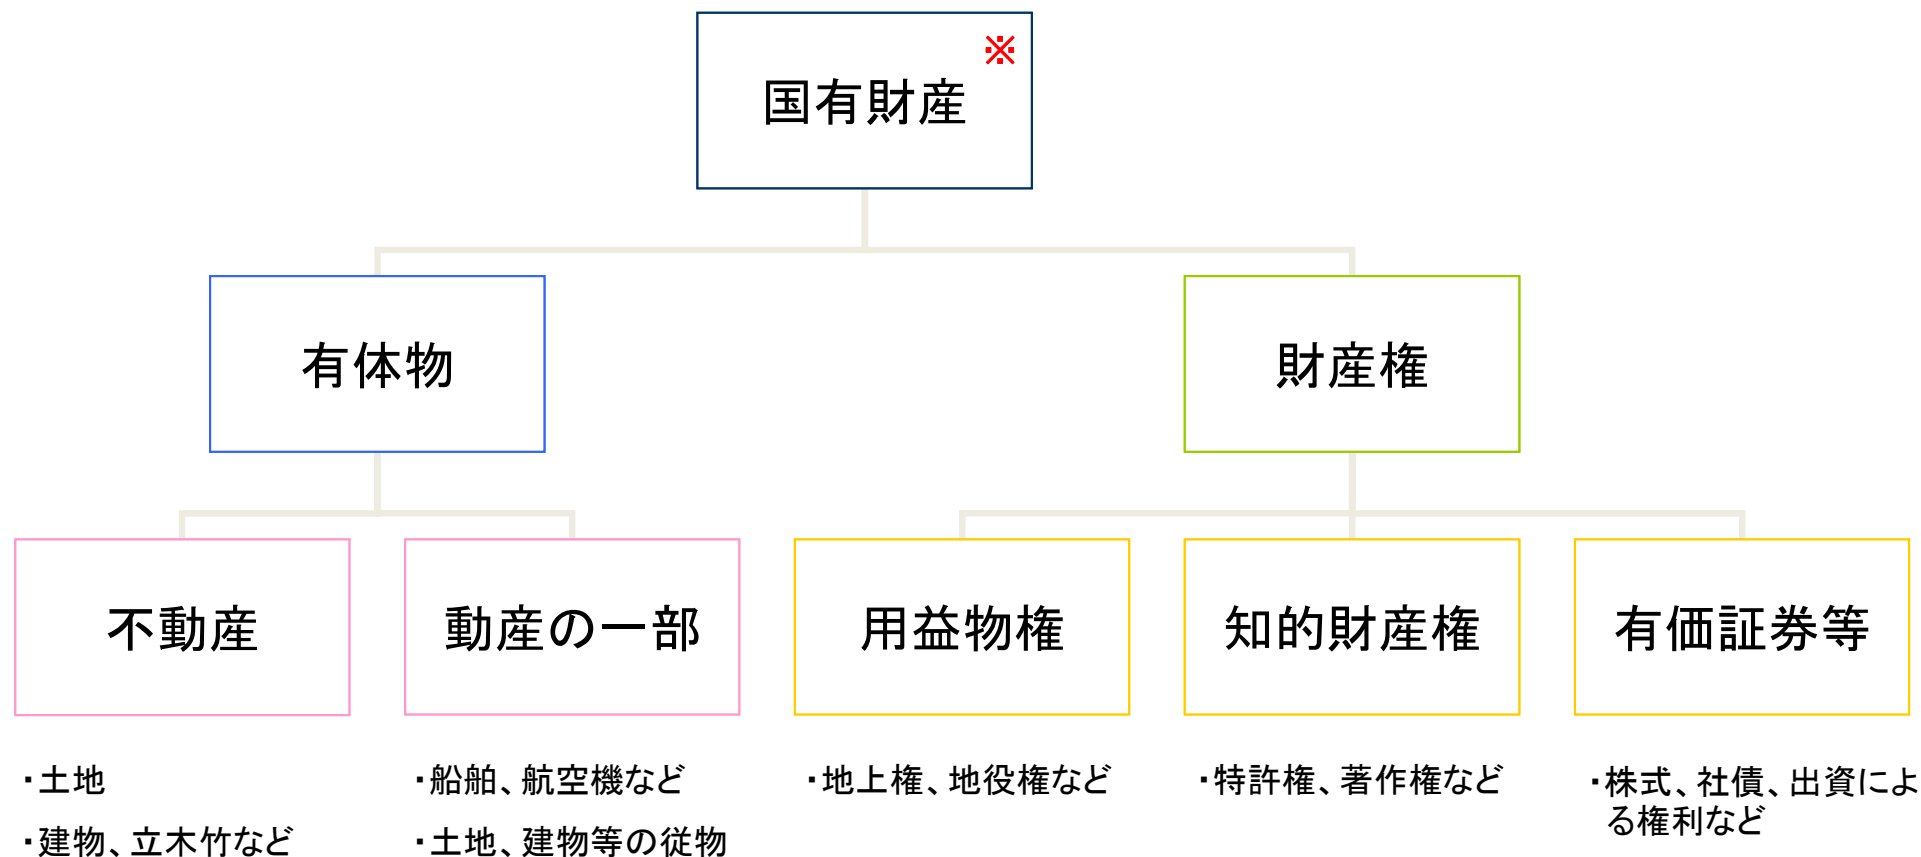 ※
国有財産
有体物
財産権
不動産
動産の一部
用益物権
知的財産権
有価証券等
・土地
・建物、立木竹など
・船舶、航空機など
・土地、建物等の従物
・地上権、地役権など
・特許権、著作権など
・株式、社債、出資によ
る権利など